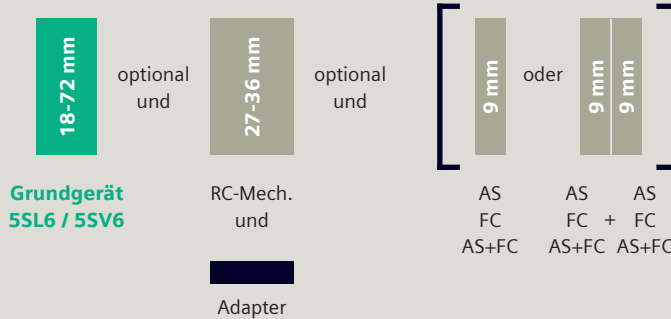 18-72 mm
optional
und
27-36 mm
optional
und
9 mm
oder
9 mm
9 mm
Grundgerät
5SL6 / 5SV6
RC-Mech.
und
Adapter
AS
FC
AS+FC
AS AS
FC + FC
AS+FC AS+FC